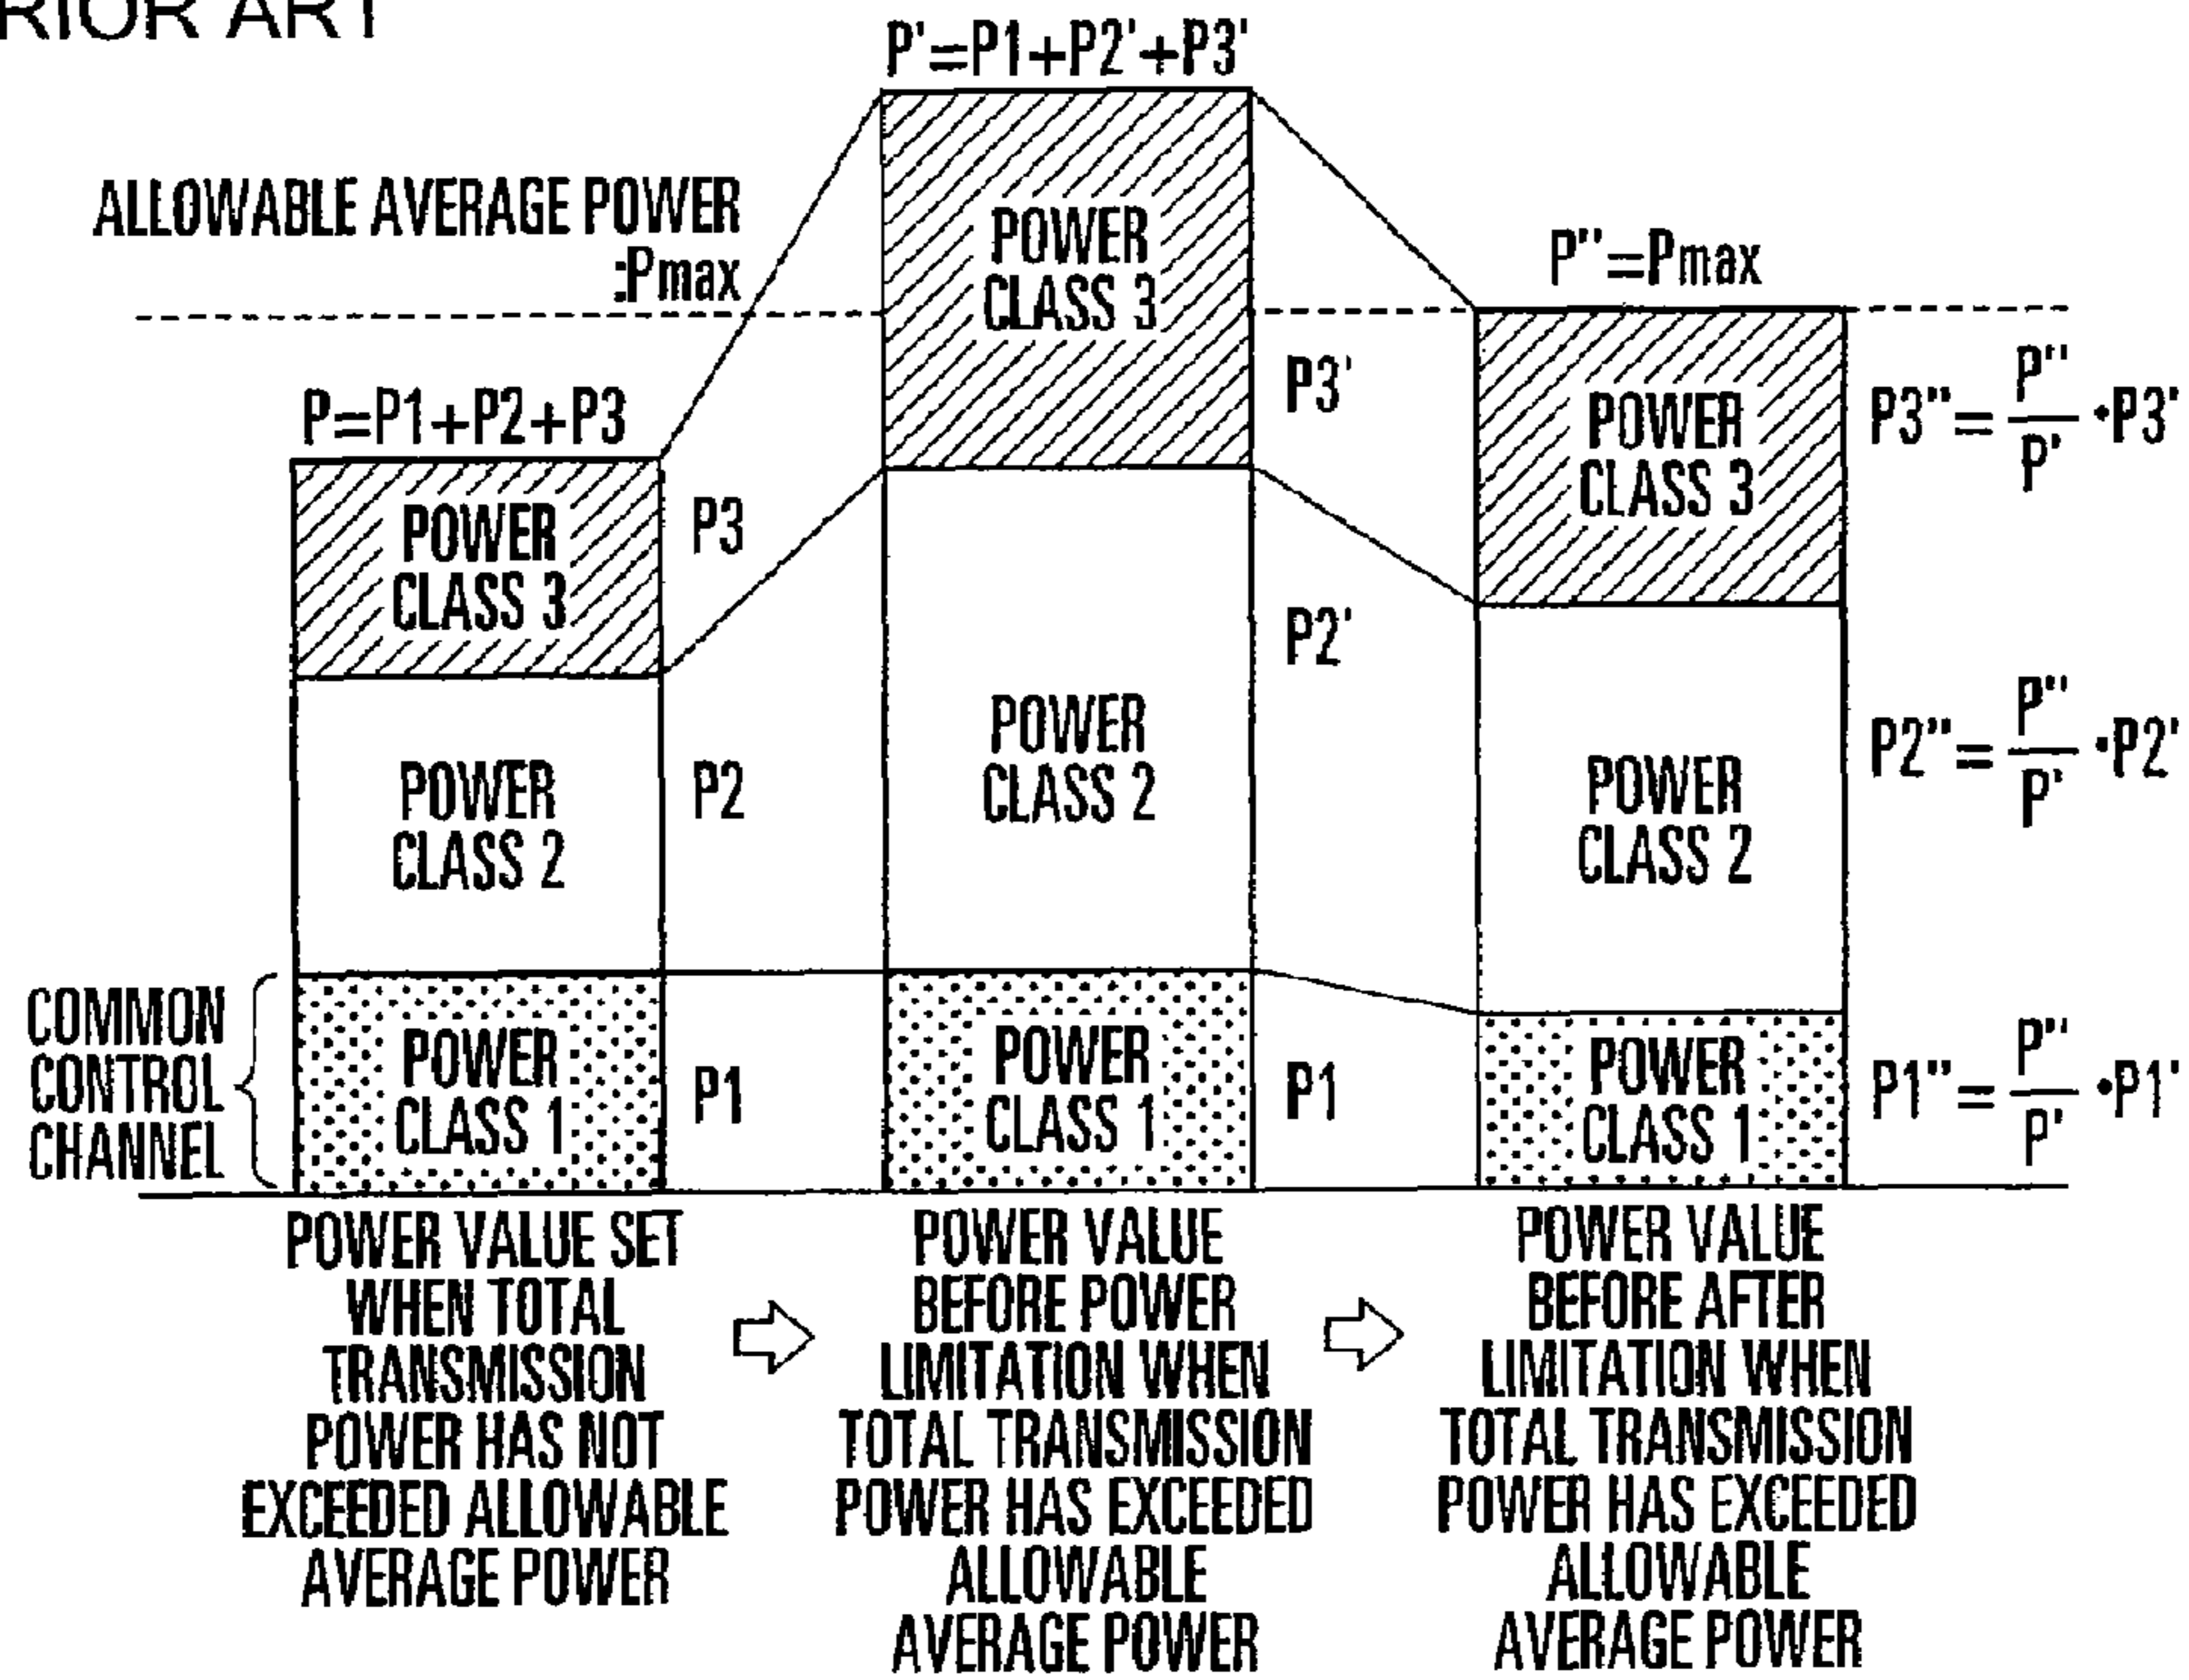 RIOR ART
P'=P1+P2'+P3'
ALLOWABLE AVERAGE POWER
:Pmax
P=P1+P2+P3
P''=Pmax
POWER
CLASS 3
P3
POWER
CLASS 2
P2
COMMON
CONTROL
CHANNEL
POWER
CLASS 1
P1
POWER
CLASS 3
P3'
POWER
CLASS 2
P2'
POWER
CLASS 1
P1
POWER
CLASS 3
P3''= P''/P' •P3'
POWER
CLASS 2
P2''= P''/P' •P2'
POWER
CLASS 1
P1''= P''/P' •P1'
POWER VALUE SET
WHEN TOTAL
TRANSMISSION
POWER HAS NOT
EXCEEDED ALLOWABLE
AVERAGE POWER
POWER VALUE
BEFORE POWER
LIMITATION WHEN
TOTAL TRANSMISSION
POWER HAS EXCEEDED
ALLOWABLE
AVERAGE POWER
POWER VALUE
BEFORE AFTER
LIMITATION WHEN
TOTAL TRANSMISSION
POWER HAS EXCEEDED
ALLOWABLE
AVERAGE POWER